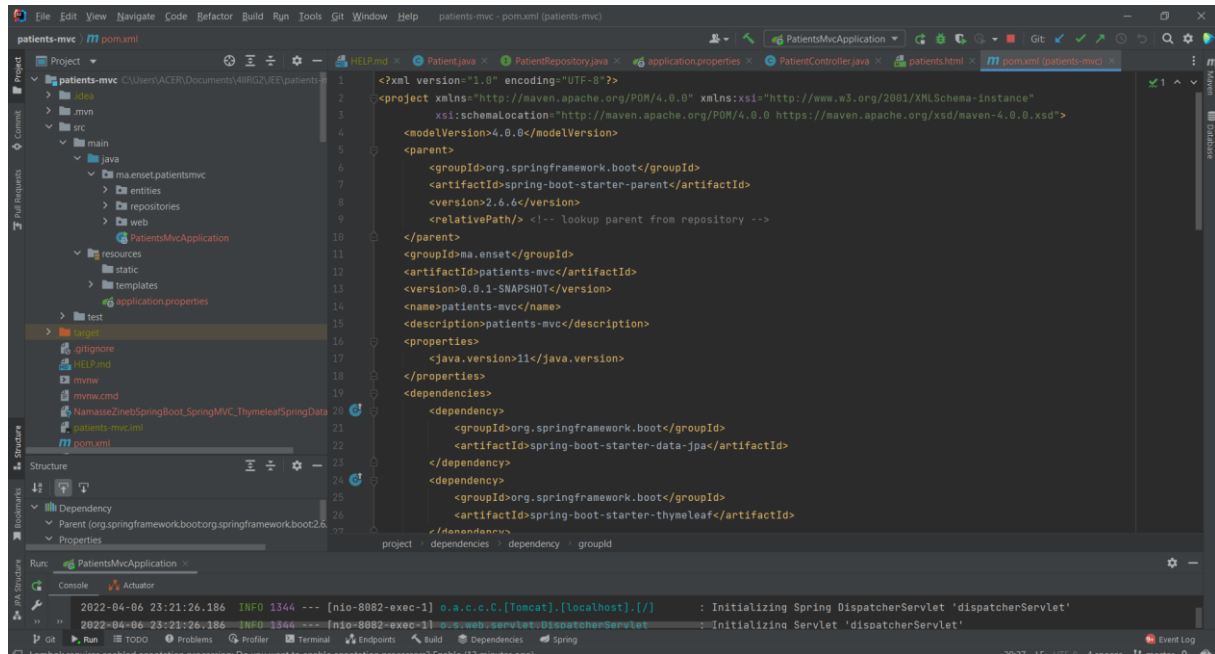 File Edit View Navigate Code Refactor Build Run Tools Git Window Help patients-mvc - pom.xml (patients-mvc)
patients-mvc pom.xml PatientsMvcApplication Git:
Project HELP.md Patient.java PatientRepository.java application.properties PatientController.java patients.html pom.xml (patients-mvc)
patients-mvc C:\Users\ACER\Documents\4IIRG2\JEE\patients-
.idea
.mvn
src
main
java
ma.enset.patientsmvc
entities
repositories
web
PatientsMvcApplication
resources
static
templates
application.properties
test
target
.gitignore
HELP.md
mvnw
mvnw.cmd
NamasseZinebSpringBoot_SpringMVC_ThymeleafSpringData
patients-mvc.iml
pom.xml
Structure
Dependency
Parent (org.springframework.boot:org.springframework.boot:2.6.
Properties
1 <?xml version="1.0" encoding="UTF-8"?>
2 <project xmlns="http://maven.apache.org/POM/4.0.0" xmlns:xsi="http://www.w3.org/2001/XMLSchema-instance"
3 xsi:schemaLocation="http://maven.apache.org/POM/4.0.0 https://maven.apache.org/xsd/maven-4.0.0.xsd">
4 <modelVersion>4.0.0</modelVersion>
5 <parent>
6 <groupId>org.springframework.boot</groupId>
7 <artifactId>spring-boot-starter-parent</artifactId>
8 <version>2.6.6</version>
9 <relativePath/> <!-- lookup parent from repository -->
10 </parent>
11 <groupId>ma.enset</groupId>
12 <artifactId>patients-mvc</artifactId>
13 <version>0.0.1-SNAPSHOT</version>
14 <name>patients-mvc</name>
15 <description>patients-mvc</description>
16 <properties>
17 <java.version>11</java.version>
18 </properties>
19 <dependencies>
20 <dependency>
21 <groupId>org.springframework.boot</groupId>
22 <artifactId>spring-boot-starter-data-jpa</artifactId>
23 </dependency>
24 <dependency>
25 <groupId>org.springframework.boot</groupId>
26 <artifactId>spring-boot-starter-thymeleaf</artifactId>
27 </dependency>
project dependencies dependency groupId
1
Project
Commit
Pull Requests
Structure
Bookmarks
JPA Structure
Maven
Database
Run: PatientsMvcApplication
Console Actuator
2022-04-06 23:21:26.186 INFO 1344 --- [nio-8082-exec-1] o.a.c.c.C.[Tomcat].[localhost].[/] : Initializing Spring DispatcherServlet 'dispatcherServlet'
2022-04-06 23:21:26.186 INFO 1344 --- [nio-8082-exec-1] o.s.web.servlet.DispatcherServlet : Initializing Servlet 'dispatcherServlet'
Git Run TODO Problems Profiler Terminal Endpoints Build Dependencies Spring Event Log